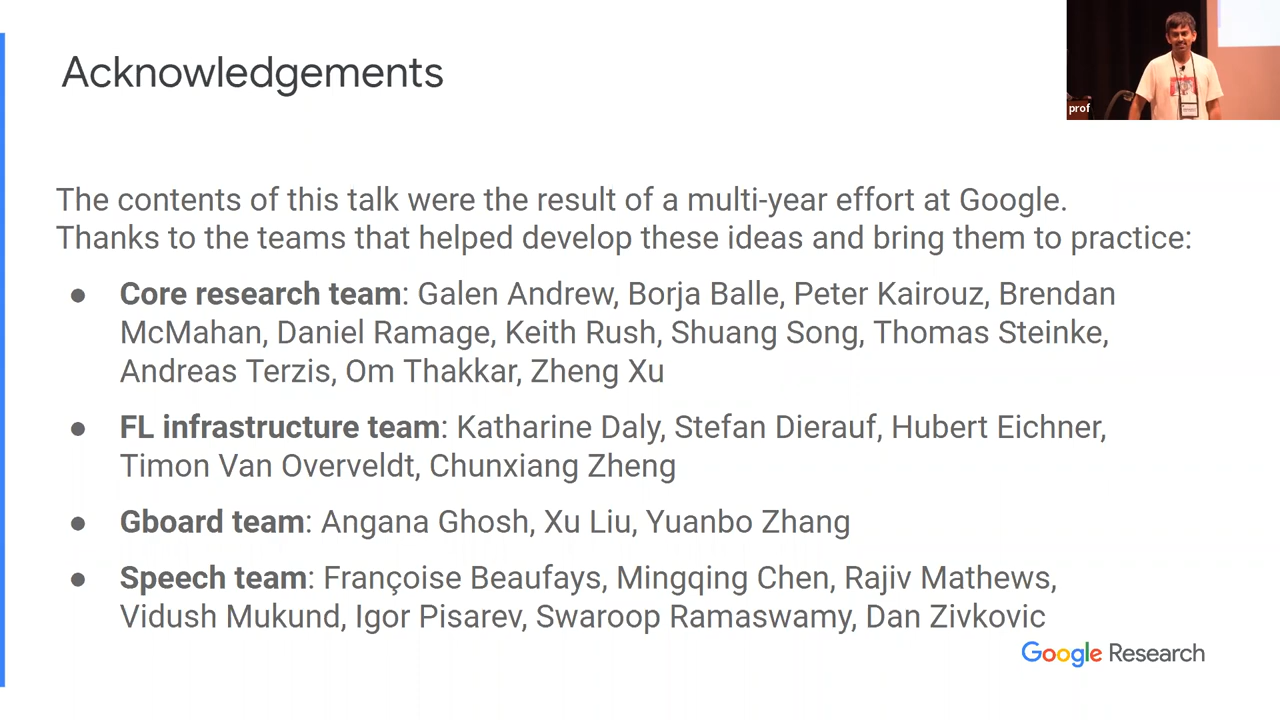 Acknowledgements
prof
The contents of this talk were the result of a multi-year effort at Google.
Thanks to the teams that helped develop these ideas and bring them to practice:
● Core research team: Galen Andrew, Borja Balle, Peter Kairouz, Brendan
McMahan, Daniel Ramage, Keith Rush, Shuang Song, Thomas Steinke,
Andreas Terzis, Om Thakkar, Zheng Xu
● FL infrastructure team: Katharine Daly, Stefan Dierauf, Hubert Eichner,
Timon Van Overveldt, Chunxiang Zheng
● Gboard team: Angana Ghosh, Xu Liu, Yuanbo Zhang
● Speech team: Françoise Beaufays, Mingqing Chen, Rajiv Mathews,
Vidush Mukund, Igor Pisarev, Swaroop Ramaswamy, Dan Zivkovic
Google Research